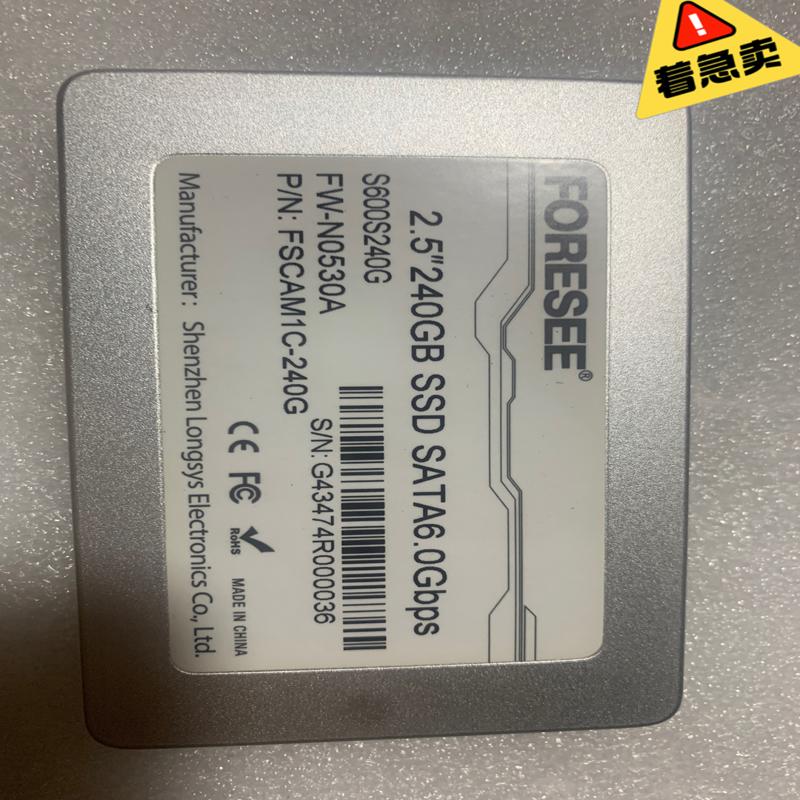 着急卖
FORESEE®
2.5"240GB SSD SATA6.0Gbps
S600S240G
FW-N0530A
P/N: FSCAM1C-240G
S/N: G43474R000036
CE FC RoHS MADE IN CHINA
Manufacturer: Shenzhen Longsys Electronics Co., Ltd.